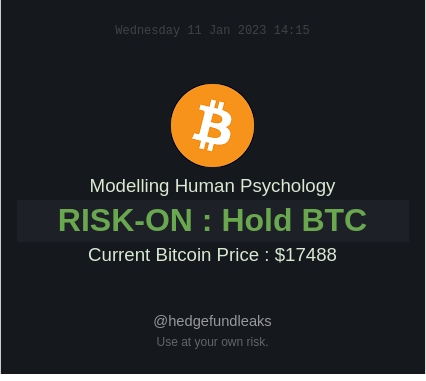 Wednesday 11 Jan 2023 14:15
Modelling Human Psychology
RISK-ON : Hold BTC
Current Bitcoin Price : $17488
@hedgefundleaks
Use at your own risk.